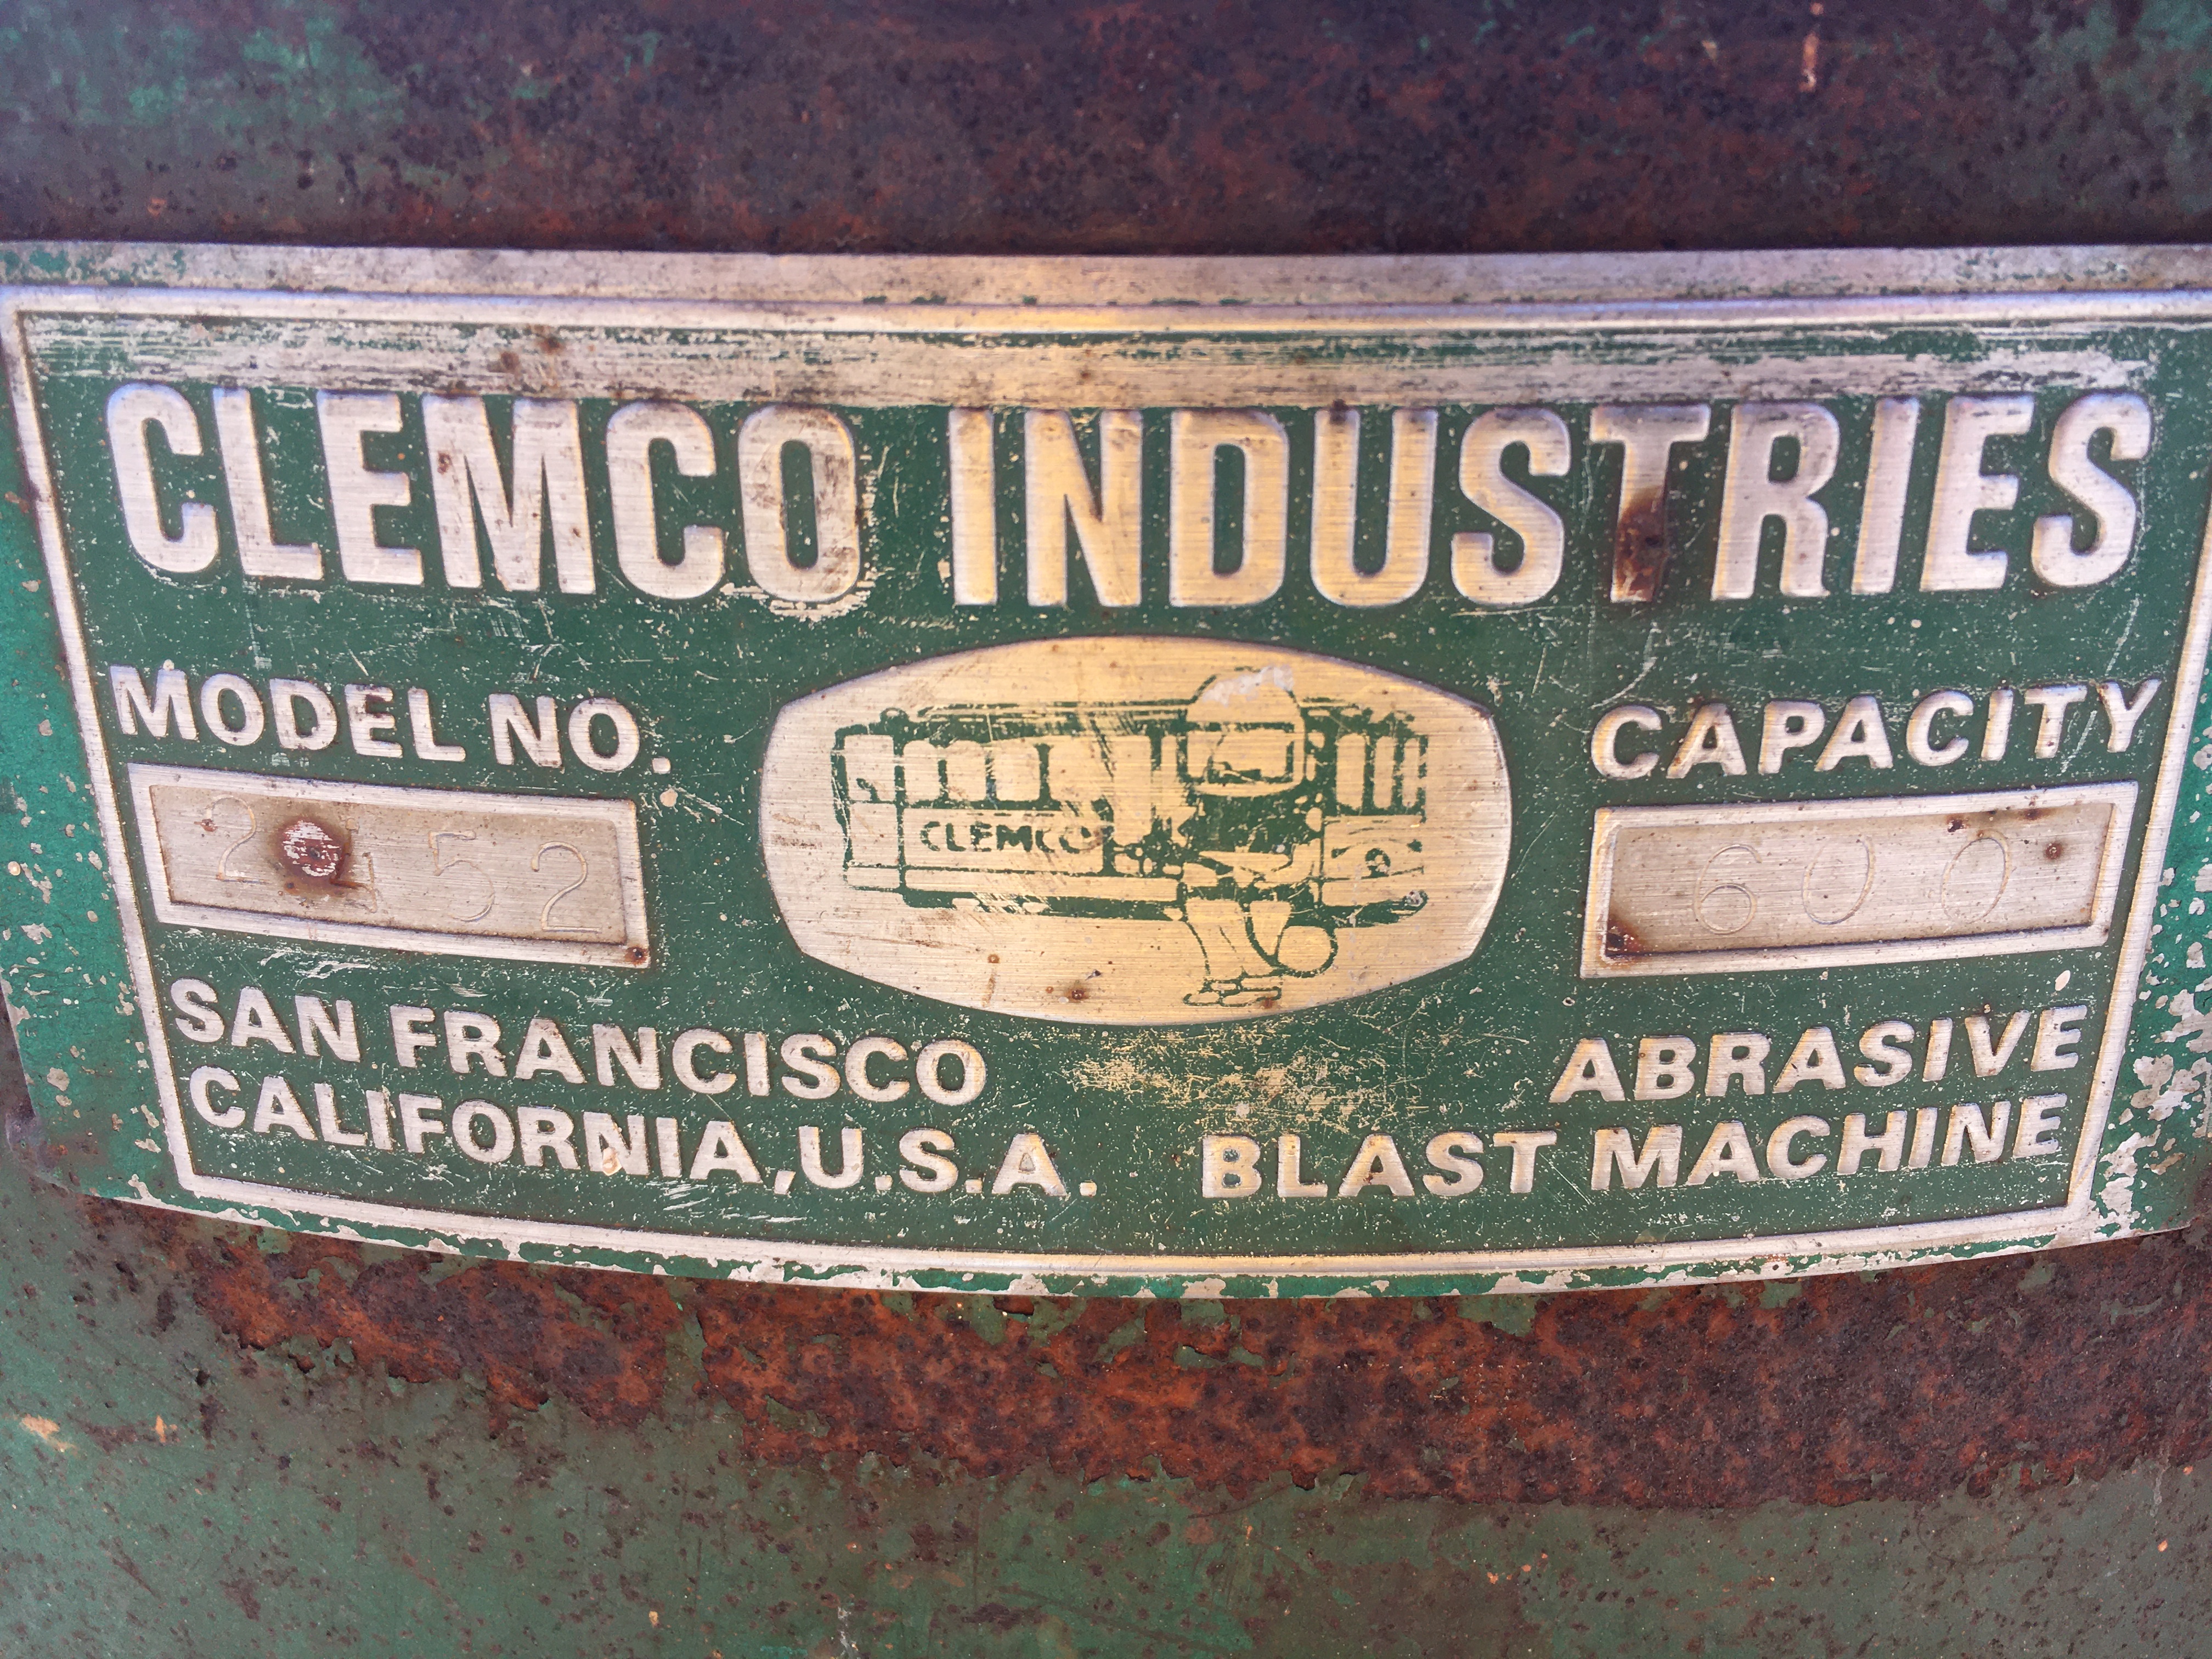 CLEMCO INDUSTRIES
MODEL NO.
CLEMCO
CAPACITY
600
SAN FRANCISCO
CALIFORNIA, U.S.A.
ABRASIVE
BLAST MACHINE